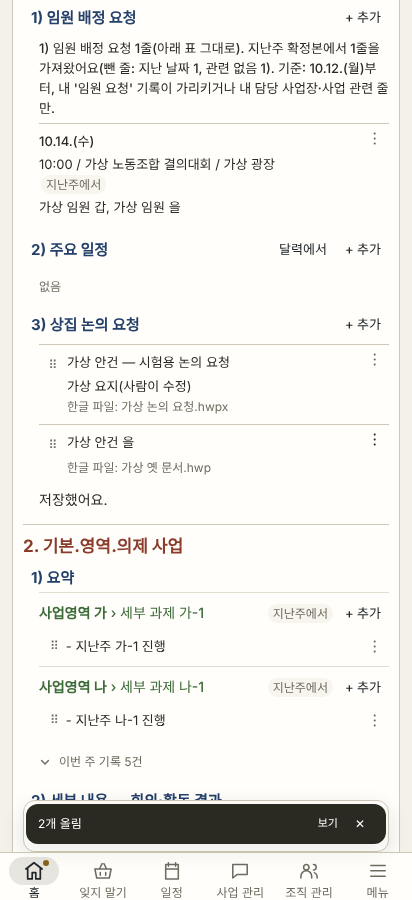 1) 임원 배정 요청 + 추가
1) 임원 배정 요청 1줄(아래 표 그대로). 지난주 확정본에서 1줄을
가져왔어요(뺀 줄: 지난 날짜 1, 관련 없음 1). 기준: 10.12.(월)부
터, 내 '임원 요청' 기록이 가리키거나 내 담당 사업장·사업 관련 줄
만.
10.14.(수)
10:00 / 가상 노동조합 결의대회 / 가상 광장
지난주에서
가상 임원 갑, 가상 임원 을
2) 주요 일정 달력에서 + 추가
없음
3) 상집 논의 요청 + 추가
가상 안건 — 시험용 논의 요청
가상 요지(사람이 수정)
한글 파일: 가상 논의 요청.hwpx
가상 안건 을
한글 파일: 가상 옛 문서.hwp
저장했어요.
2. 기본.영역.의제 사업
1) 요약
사업영역 가 › 세부 과제 가-1 지난주에서 + 추가
- 지난주 가-1 진행
사업영역 나 › 세부 과제 나-1 지난주에서 + 추가
- 지난주 나-1 진행
이번 주 기록 5건
2개 올림 보기 ×
홈 잊지 말기 일정 사업 관리 조직 관리 메뉴